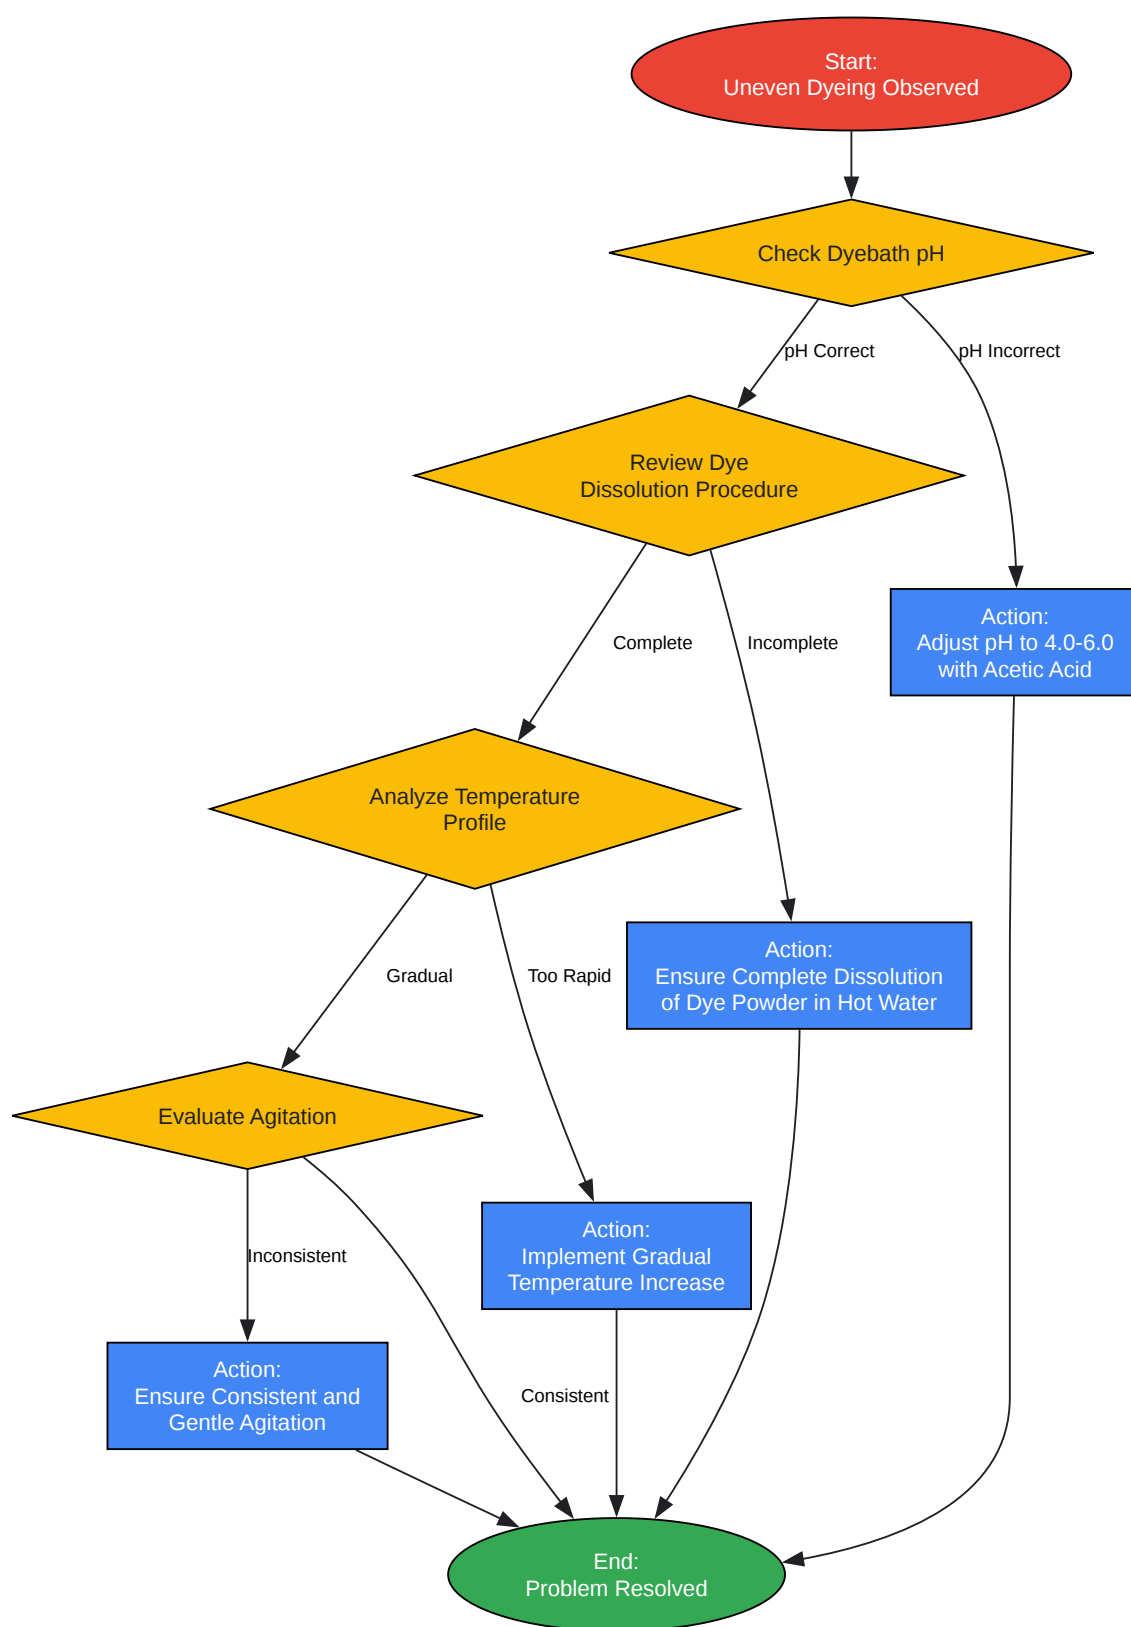 Start:
Uneven Dyeing Observed
Check Dyebath pH
pH Correct
pH Incorrect
Review Dye
Dissolution Procedure
Action:
Adjust pH to 4.0-6.0
with Acetic Acid
Complete
Incomplete
Analyze Temperature
Profile
Action:
Ensure Complete Dissolution
of Dye Powder in Hot Water
Gradual
Too Rapid
Evaluate Agitation
Action:
Implement Gradual
Temperature Increase
Inconsistent
Action:
Ensure Consistent and
Gentle Agitation
Consistent
End:
Problem Resolved